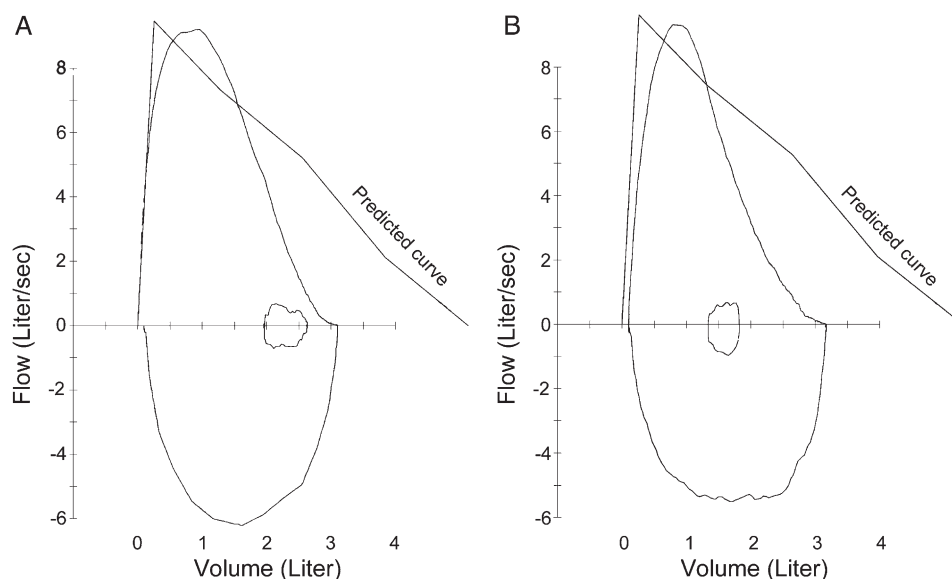 A
B
8
6
4
2
0
-2
-4
-6
Flow (Liter/sec)
Predicted curve
0 1 2 3 4
Volume (Liter)
8
6
4
2
0
-2
-4
-6
Flow (Liter/sec)
Predicted curve
0 1 2 3 4
Volume (Liter)